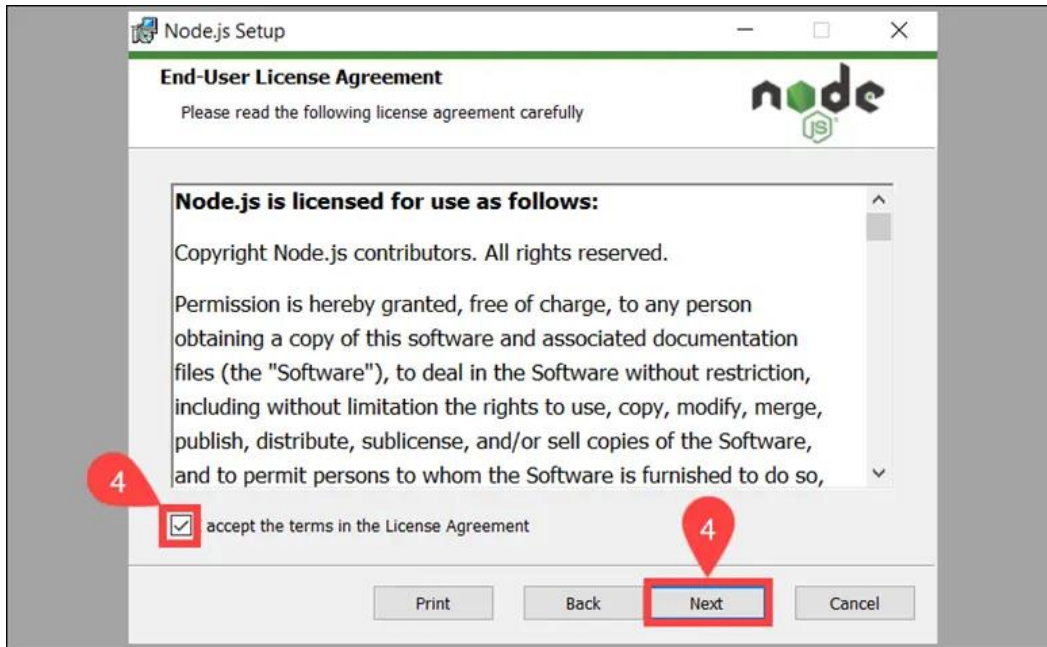 Node.js Setup
End-User License Agreement
Please read the following license agreement carefully
node
JS
Node.js is licensed for use as follows:
Copyright Node.js contributors. All rights reserved.
Permission is hereby granted, free of charge, to any person
obtaining a copy of this software and associated documentation
files (the "Software"), to deal in the Software without restriction,
including without limitation the rights to use, copy, modify, merge,
publish, distribute, sublicense, and/or sell copies of the Software,
and to permit persons to whom the Software is furnished to do so,
4
accept the terms in the License Agreement
4
Print Back Next Cancel